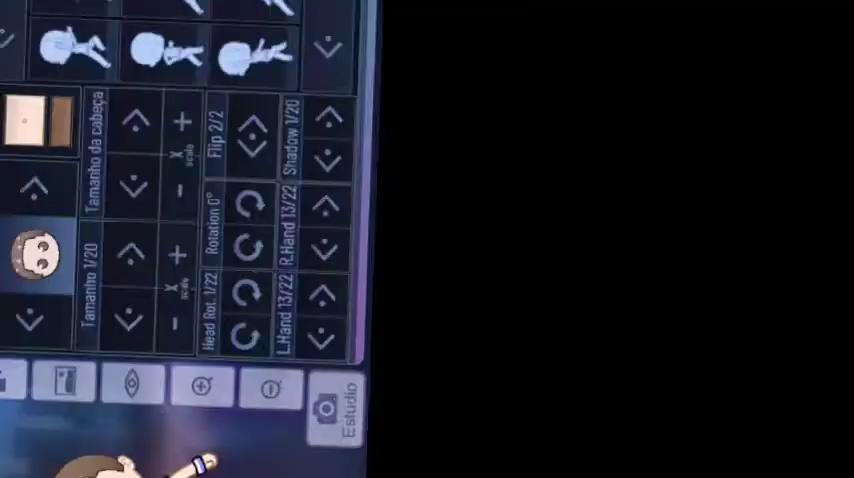 Tamanho da cabeça
Tamanho 1/20
X
scale
X
scale
Head Rot. 1/22
Rotation 0°
Flip 2/2
L.Hand 13/22
R.Hand 13/22
Shadow 1/20
Estudio